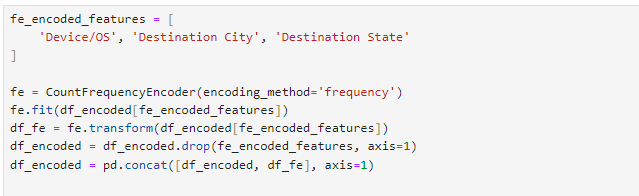 fe_encoded_features = [
    'Device/OS', 'Destination City', 'Destination State'
]
fe = CountFrequencyEncoder(encoding_method='frequency')
fe.fit(df_encoded[fe_encoded_features])
df_fe = fe.transform(df_encoded[fe_encoded_features])
df_encoded = df_encoded.drop(fe_encoded_features, axis=1)
df_encoded = pd.concat([df_encoded, df_fe], axis=1)